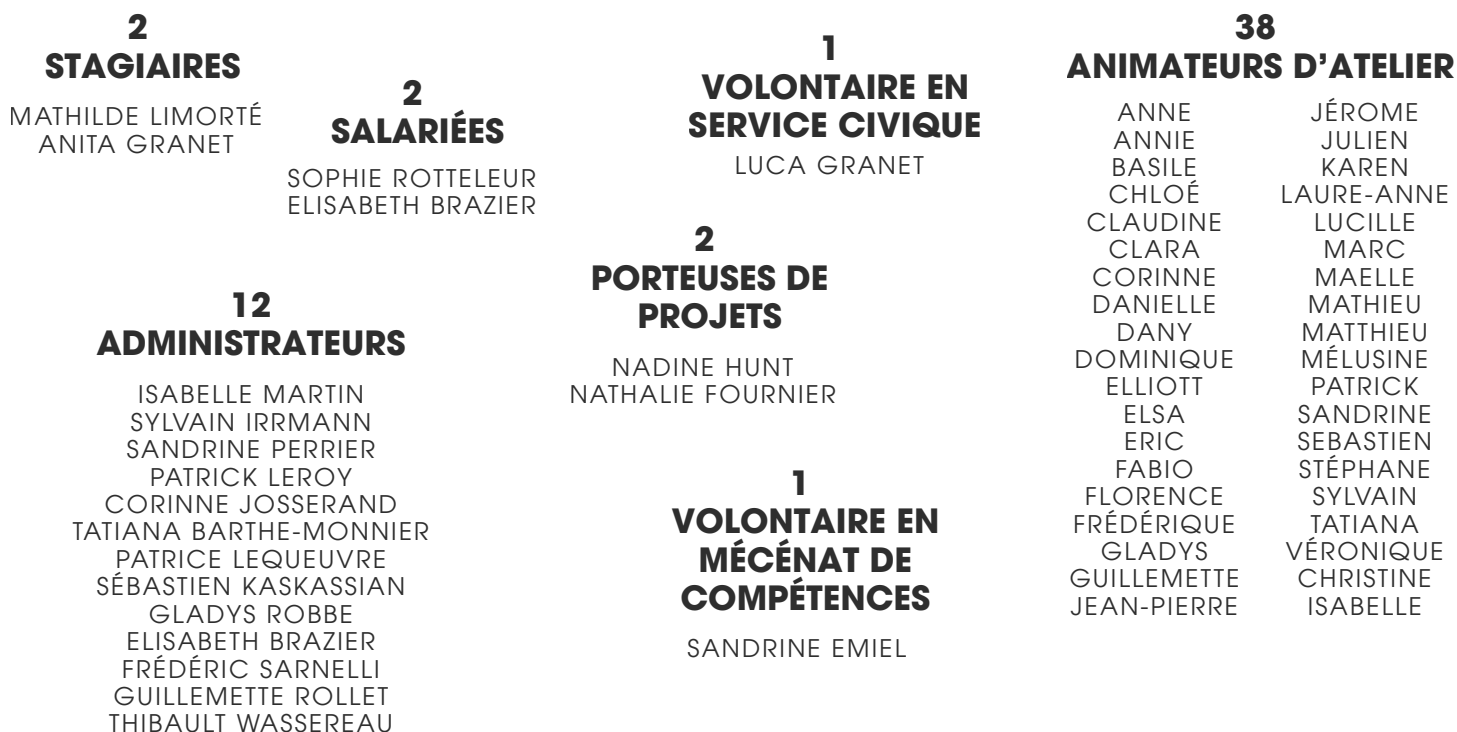 2
STAGIAIRES
MATHILDE LIMORTÉ
ANITA GRANET
2
SALARIÉES
SOPHIE ROTTELEUR
ELISABETH BRAZIER
12
ADMINISTRATEURS
ISABELLE MARTIN
SYLVAIN IRRMANN
SANDRINE PERRIER
PATRICK LEROY
CORINNE JOSSERAND
TATIANA BARTHE-MONNIER
PATRICE LEQUEUVRE
SÉBASTIEN KASKASSIAN
GLADYS ROBBE
ELISABETH BRAZIER
FRÉDÉRIC SARNELLI
GUILLEMETTE ROLLET
THIBAULT WASSEREAU
1
VOLONTAIRE EN
SERVICE CIVIQUE
LUCA GRANET
2
PORTEUSES DE
PROJETS
NADINE HUNT
NATHALIE FOURNIER
1
VOLONTAIRE EN
MÉCÉNAT DE
COMPÉTENCES
SANDRINE EMIEL
38
ANIMATEURS D’ATELIER
ANNE
ANNIE
BASILE
CHLOÉ
CLAUDINE
CLARA
CORINNE
DANIELLE
DANY
DOMINIQUE
ELLIOTT
ELSA
ERIC
FABIO
FLORENCE
FRÉDÉRIQUE
GLADYS
GUILLEMETTE
JEAN-PIERRE
JÉROME
JULIEN
KAREN
LAURE-ANNE
LUCILLE
MARC
MAELLE
MATHIEU
MATTHIEU
MÉLUSINE
PATRICK
SANDRINE
SEBASTIEN
STÉPHANE
SYLVAIN
TATIANA
VÉRONIQUE
CHRISTINE
ISABELLE